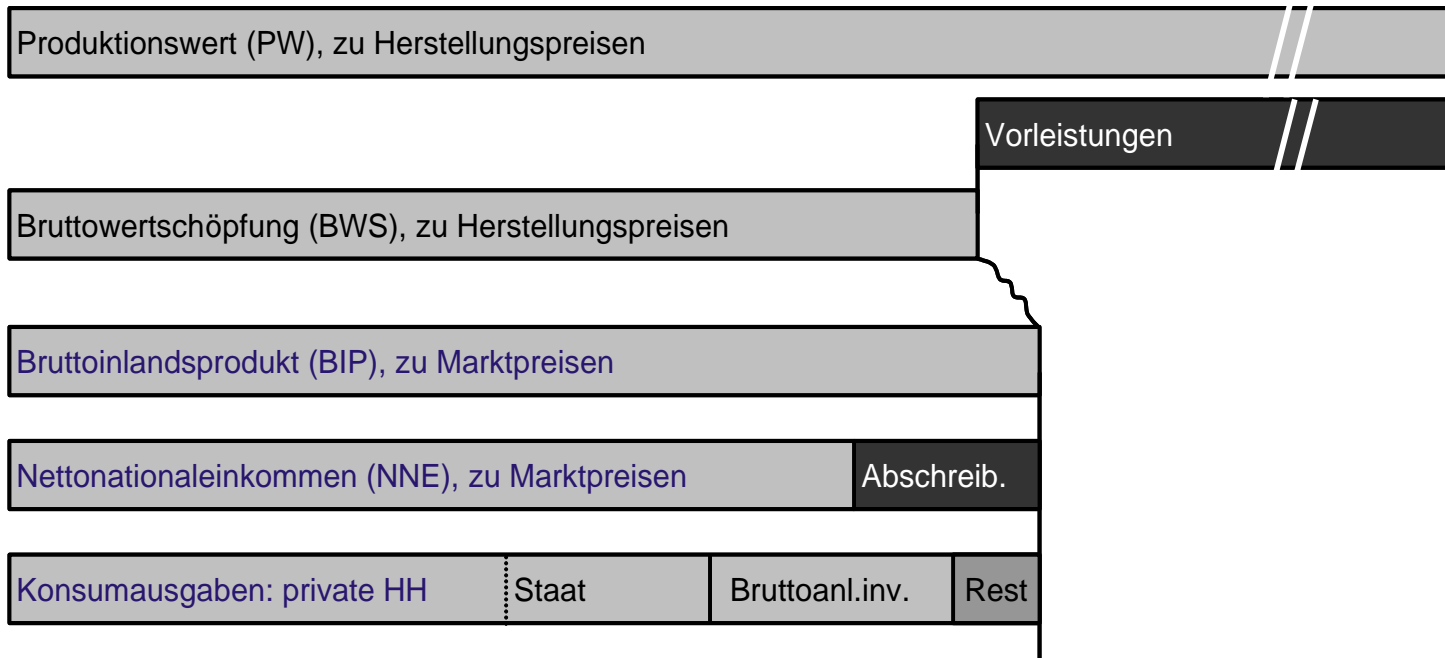 Produktionswert (PW), zu Herstellungspreisen
Vorleistungen
Bruttowertschöpfung (BWS), zu Herstellungspreisen
Bruttoinlandsprodukt (BIP), zu Marktpreisen
Nettonationaleinkommen (NNE), zu Marktpreisen Abschreib.
Konsumausgaben: private HH Staat Bruttoanl.inv. Rest